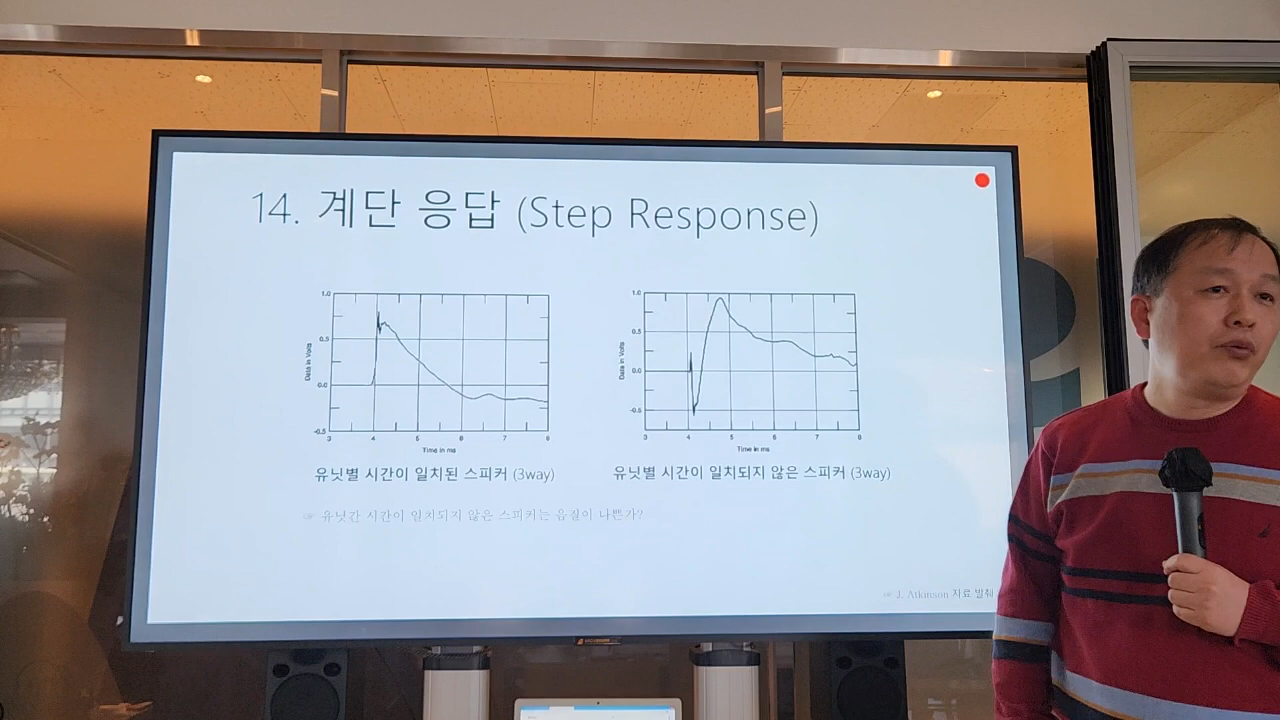 14. 계단 응답 (Step Response)
1.0
0.5
0.0
-0.5
Data in Volts
3 4 5 6 7 8
Time in ms
유닛별 시간이 일치된 스피커 (3way)
1.0
0.5
0.0
Data in Volts
3 4 5 6 7 8
Time in ms
유닛별 시간이 일치되지 않은 스피커 (3way)
☞ 유닛간 시간이 일치되지 않은 스피커는 음질이 나쁜가?
☞ J. Atkinson 자료 발췌